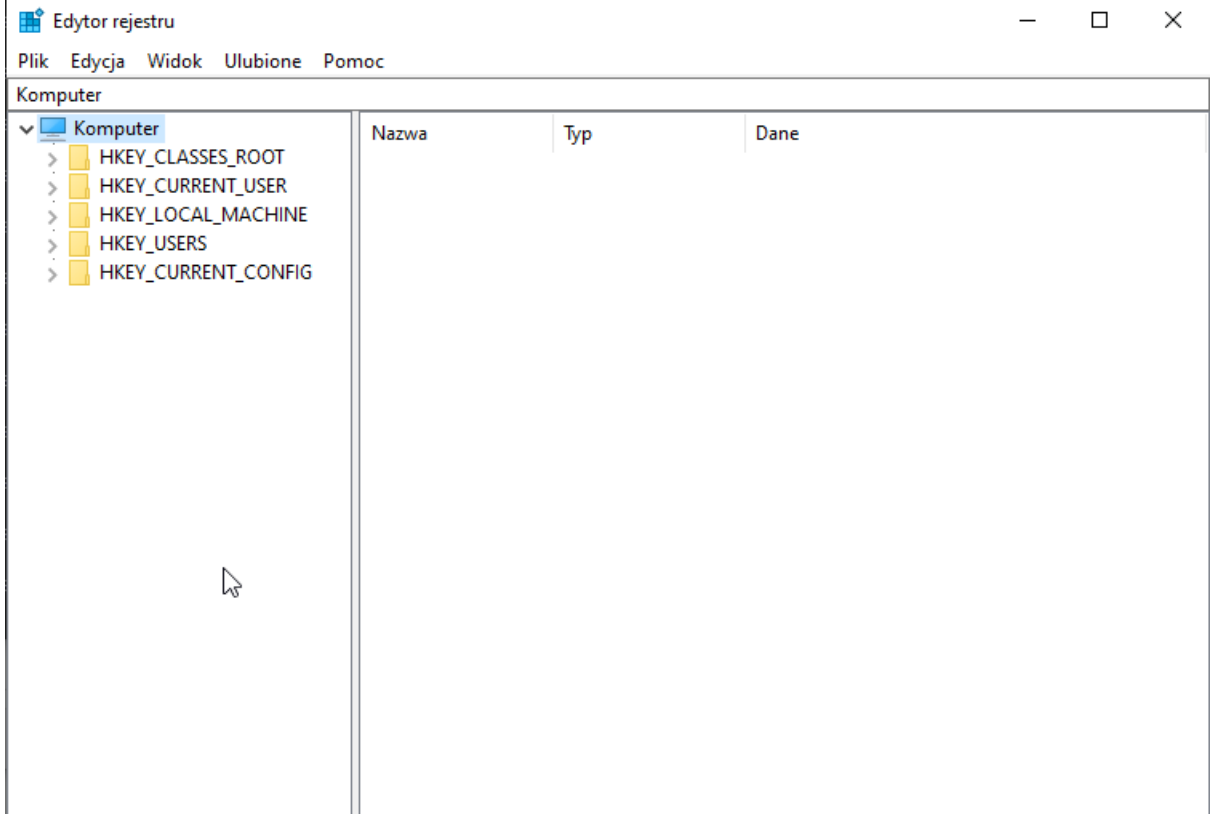 Edytor rejestru
Plik Edycja Widok Ulubione Pomoc
Komputer
Komputer
HKEY_CLASSES_ROOT
HKEY_CURRENT_USER
HKEY_LOCAL_MACHINE
HKEY_USERS
HKEY_CURRENT_CONFIG
Nazwa Typ Dane